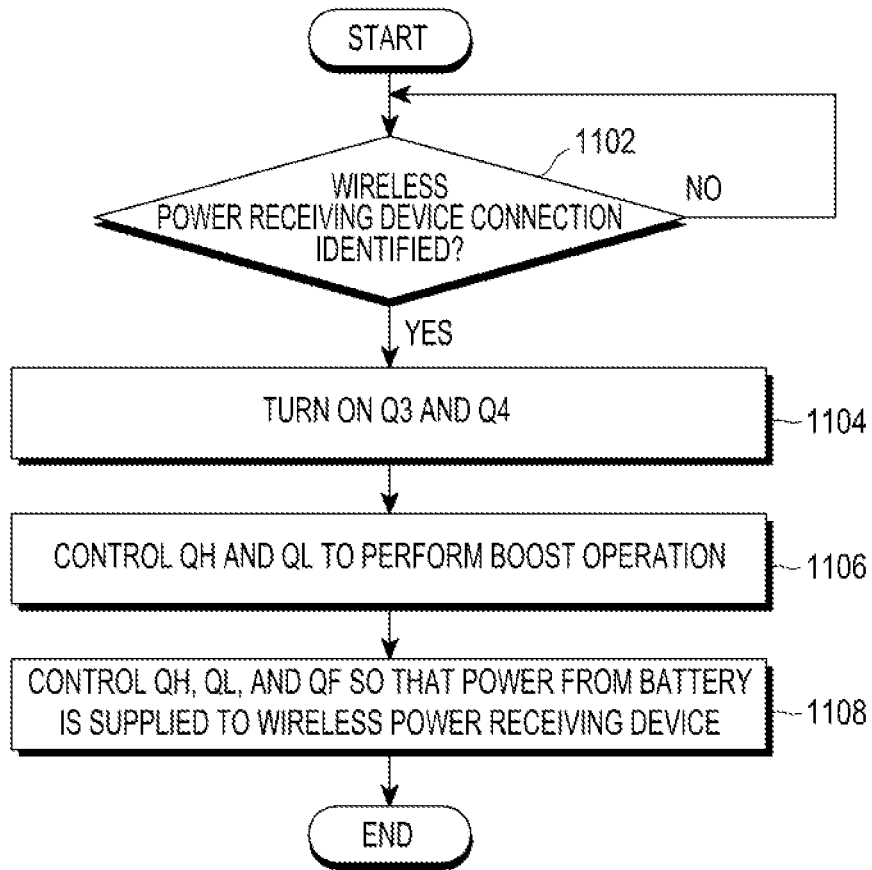 START
1102
WIRELESS
POWER RECEIVING DEVICE CONNECTION
IDENTIFIED?
NO
YES
TURN ON Q3 AND Q4
1104
CONTROL QH AND QL TO PERFORM BOOST OPERATION
1106
CONTROL QH, QL, AND QF SO THAT POWER FROM BATTERY
IS SUPPLIED TO WIRELESS POWER RECEIVING DEVICE
1108
END